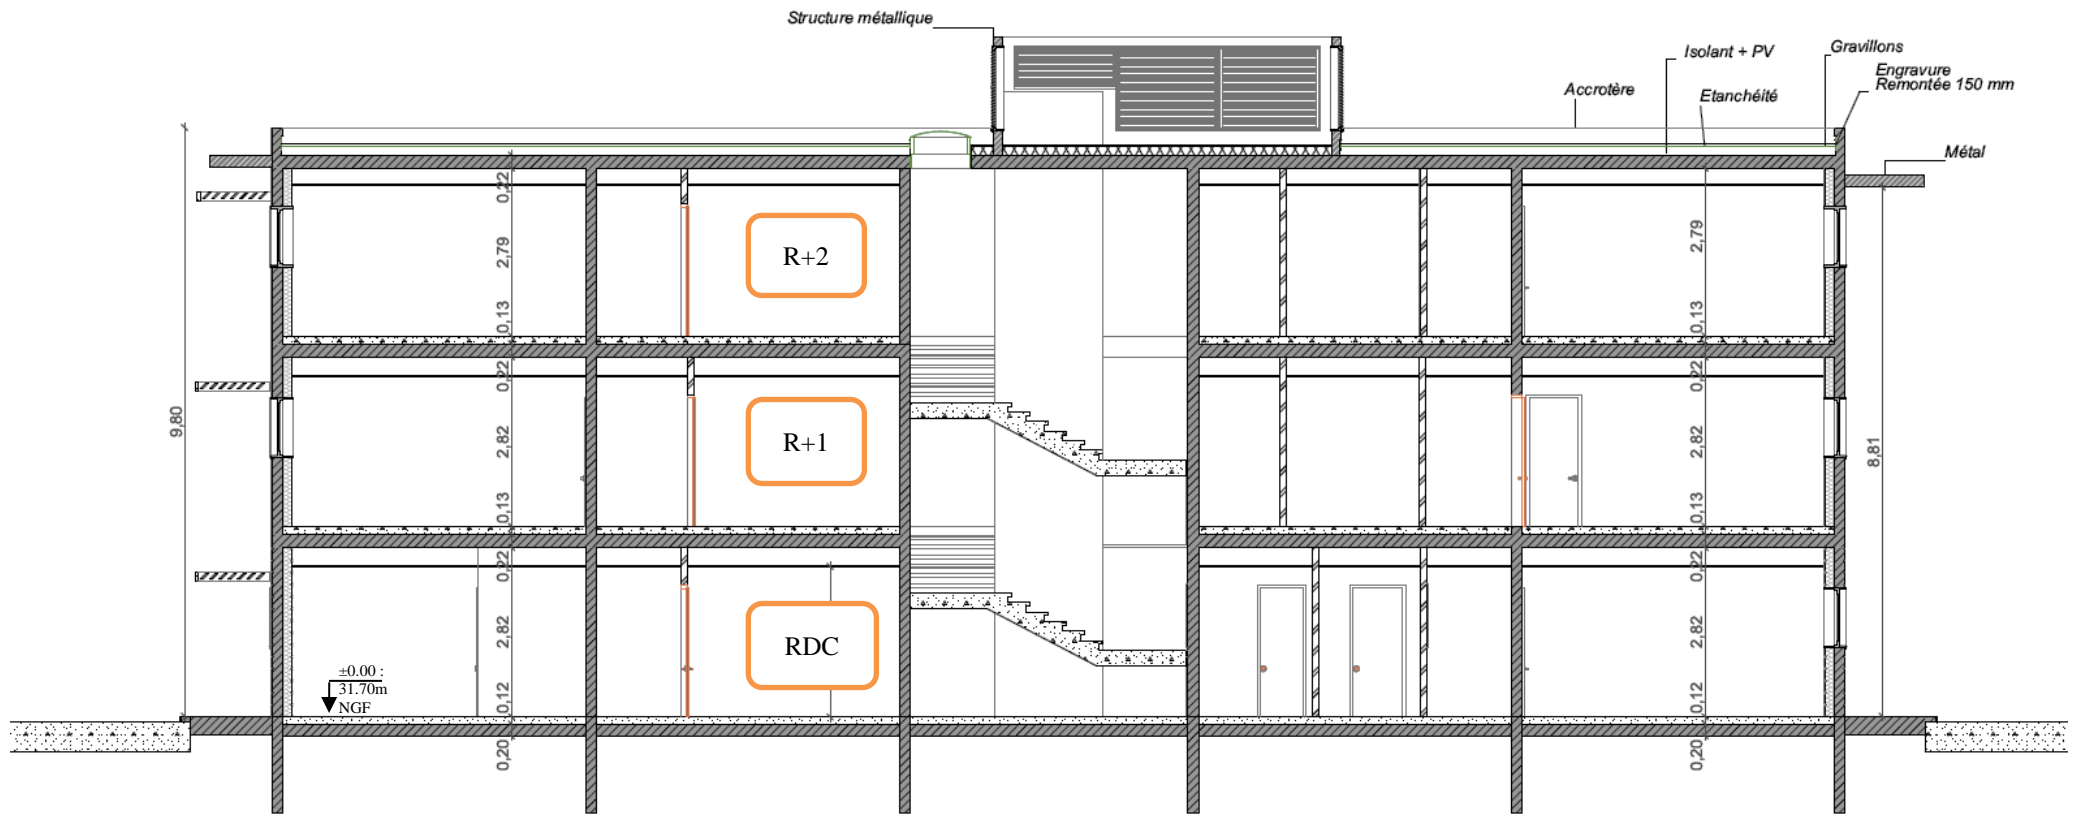 Structure métallique
Isolant + PV
Gravillons
Engravure
Remontée 150 mm
Accrotère
Etanchéité
Métal
0,22
2,79
0,13
R+2
2,79
0,13
9,80
0,22
2,82
0,13
R+1
0,22
2,82
0,13
8,81
0,22
2,82
0,12
RDC
±0.00 :
31.70m
NGF
0,22
2,82
0,12
0,20
0,20